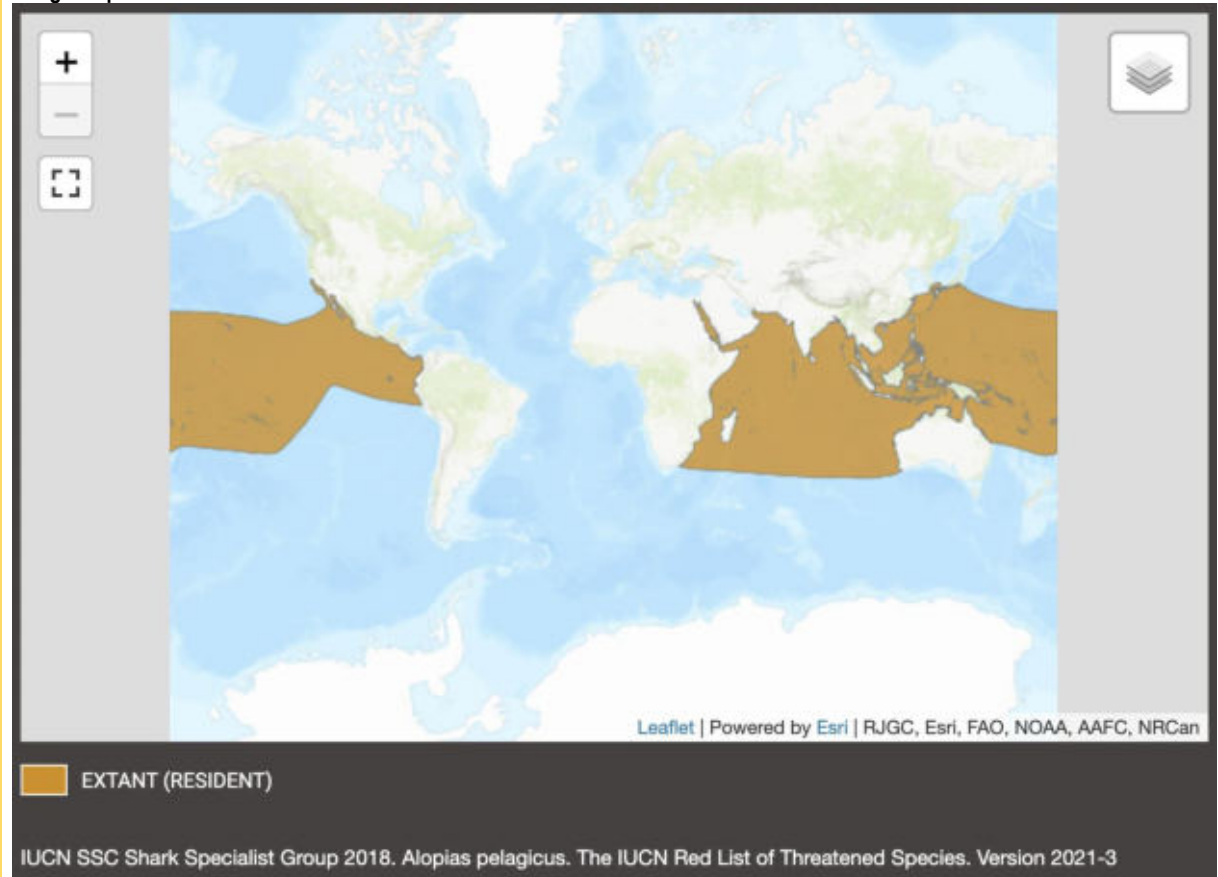 +
−
Leaflet | Powered by Esri | RJGC, Esri, FAO, NOAA, AAFC, NRCan
EXTANT (RESIDENT)
IUCN SSC Shark Specialist Group 2018. Alopias pelagicus. The IUCN Red List of Threatened Species. Version 2021-3